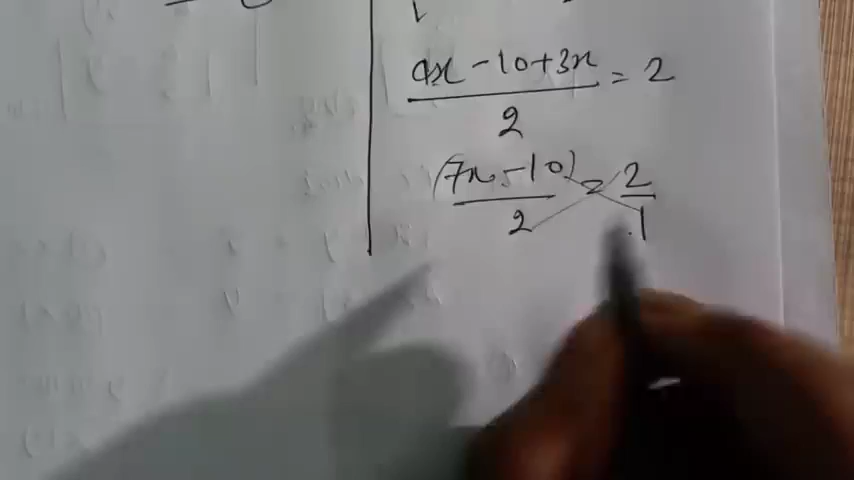 4x - 10 + 3x
2
= 2
(7x - 10)
2
= 2
1